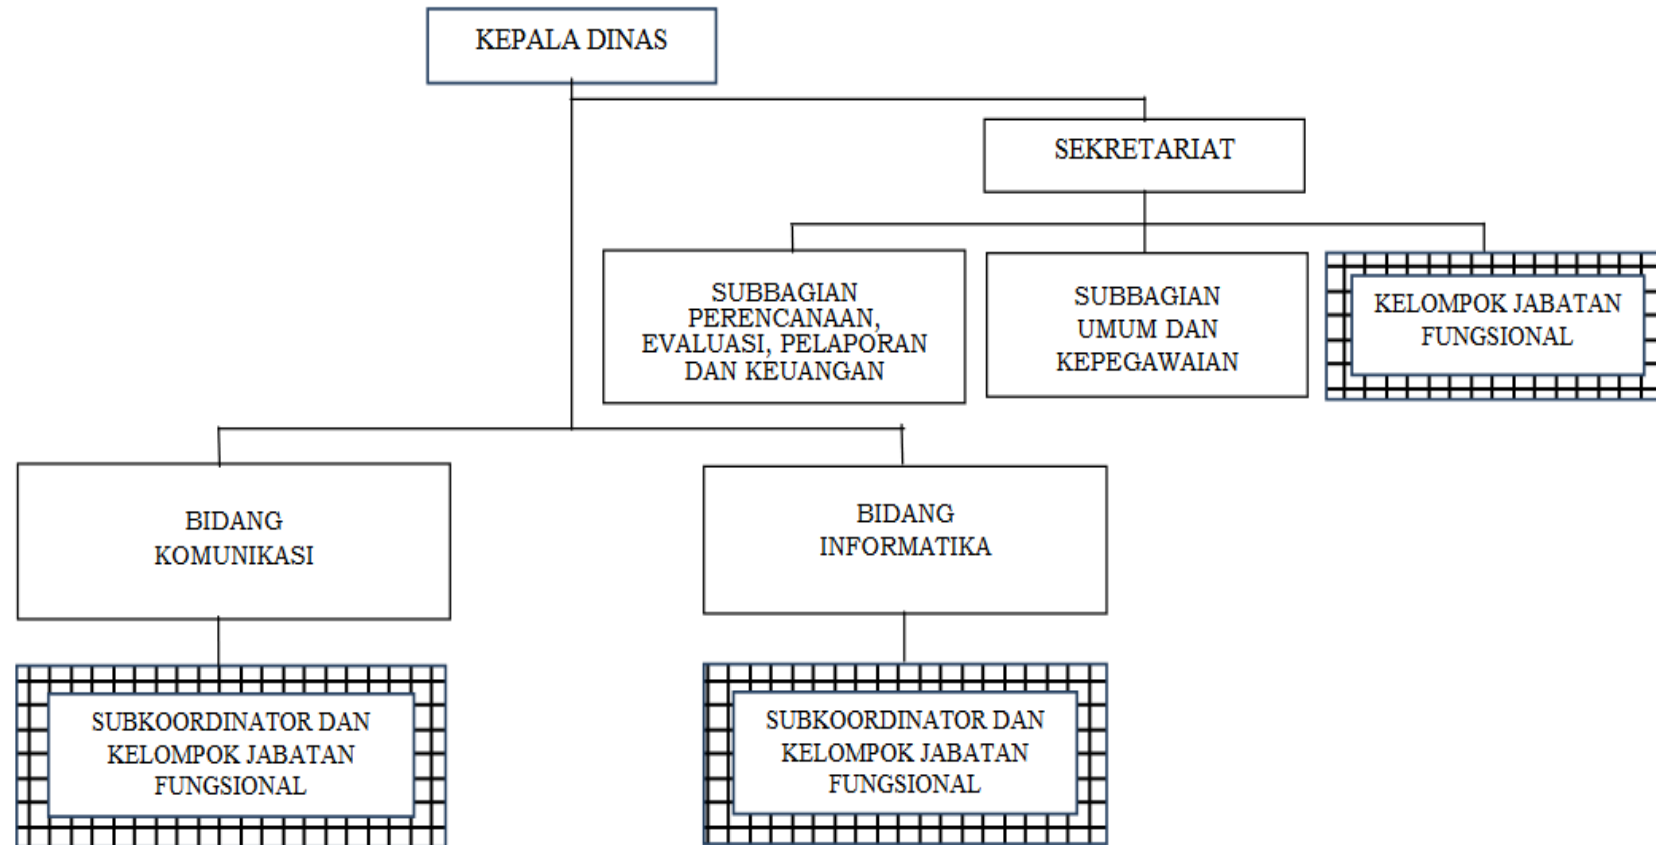 KEPALA DINAS
SEKRETARIAT
SUBBAGIAN
PERENCANAAN,
EVALUASI, PELAPORAN
DAN KEUANGAN
SUBBAGIAN
UMUM DAN
KEPEGAWAIAN
KELOMPOK JABATAN
FUNGSIONAL
BIDANG
KOMUNIKASI
BIDANG
INFORMATIKA
SUBKOORDINATOR DAN
KELOMPOK JABATAN
FUNGSIONAL
SUBKOORDINATOR DAN
KELOMPOK JABATAN
FUNGSIONAL